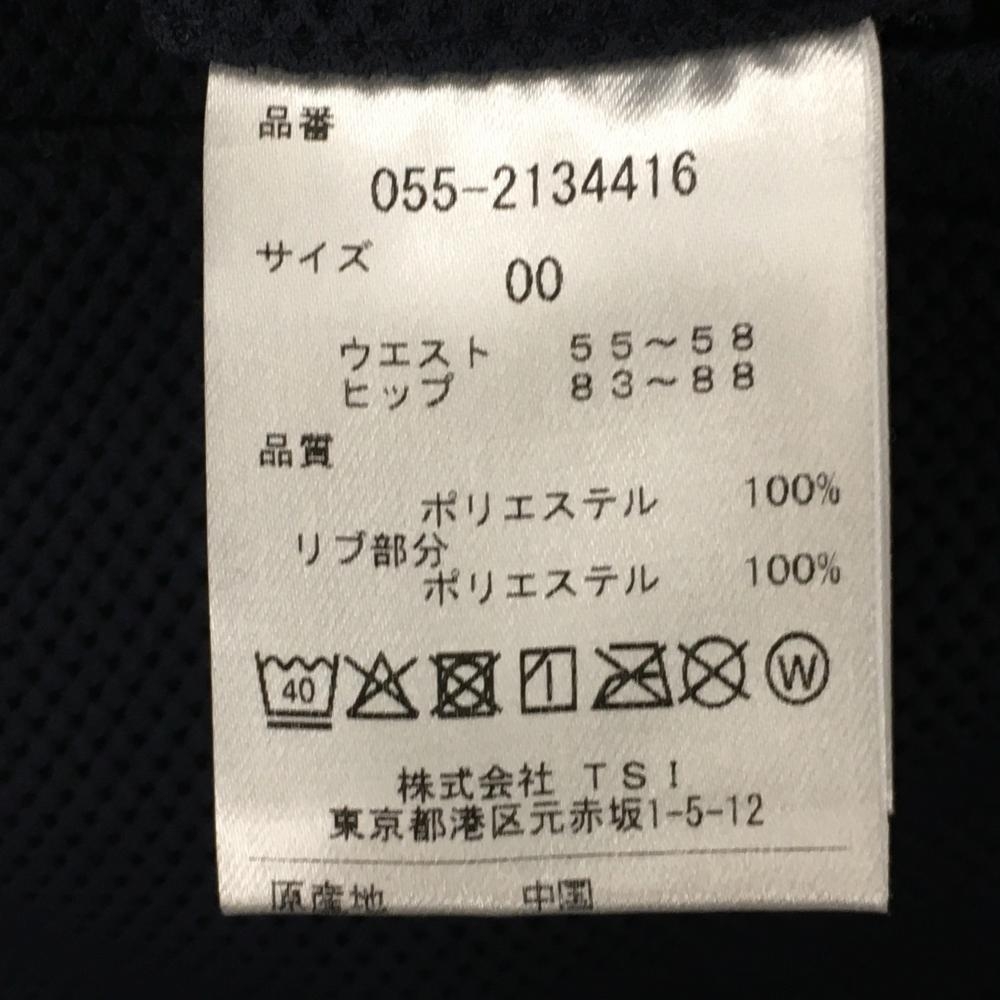 品番
055-2134416
サイズ 00
ウエスト 55～58
ヒップ 83～88
品質
ポリエステル 100%
リブ部分
ポリエステル 100%
40 W
株式会社 TSI
東京都港区元赤坂1-5-12
原産地 中国